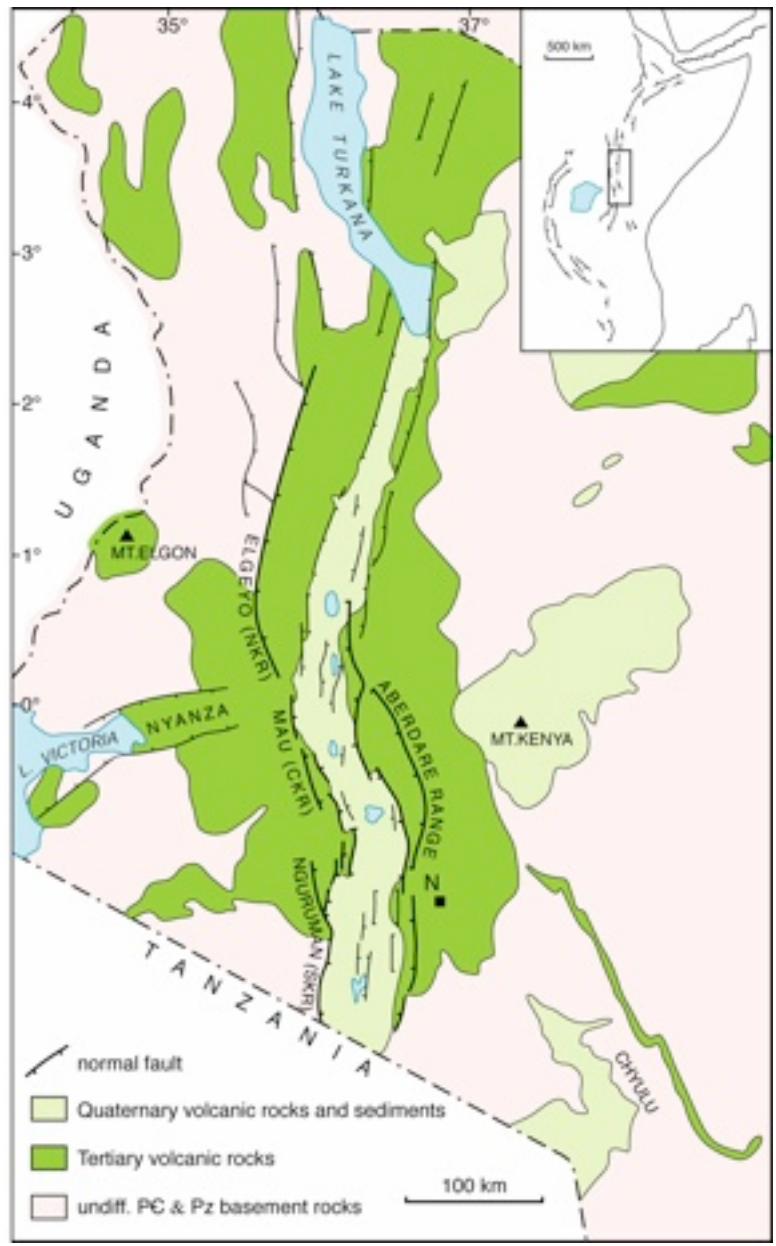 35°
37°
500 km
4°
LAKE TURKANA
3°
UGANDA
2°
1°
MT.ELGON
ELGEYO (NKR)
0°
NYANZA
L. VICTORIA
MAU (CKR)
ABERDARE RANGE
MT.KENYA
N
NGURUMAN (SKR)
TANZANIA
CHYULU
normal fault
Quaternary volcanic rocks and sediments
Tertiary volcanic rocks
undiff. PЄ & Pz basement rocks
100 km